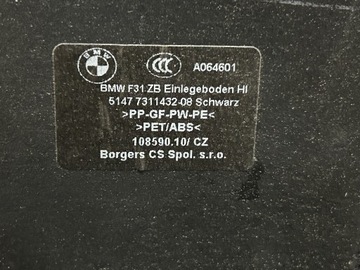 BMW A064601
BMW F31 ZB Einlegeboden HI
5147 7311432-08 Schwarz
>PP-GF-PW-PE<
>PET/ABS<
108590.10/ CZ
Borgers CS Spol. s.r.o.